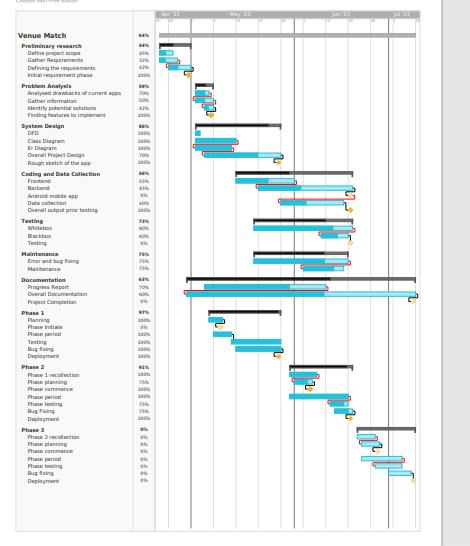 Created with Free Edition
Apr '23 May '23 Jun '23 Jul '23
Venue Match 64%
Preliminary research 44%
Define project scope 45%
Gather Requirements 32%
Defining the requirements 42%
Initial requirement phase 100%
Problem Analysis 59%
Analysed drawbacks of current apps 70%
Gather information 50%
Identify potential solutions 42%
Finding features to implement 100%
System Design 86%
DFD 100%
Class Diagram 100%
Er Diagram 100%
Overall Project Design 70%
Rough sketch of the app 100%
Coding and Data Collection 46%
Frontend 55%
Backend 45%
Android mobile app 0%
Data collection 40%
Overall output prior testing 100%
Testing 73%
Whitebox 80%
Blackbox 60%
Testing 0%
Maintenance 75%
Error and bug fixing 75%
Maintenance 75%
Documentation 63%
Progress Report 70%
Overall Documentation 60%
Project Completion 0%
Phase 1 97%
Planning 100%
Phase Initiate 0%
Phase period 100%
Testing 100%
Bug fixing 100%
Deployment 100%
Phase 2 91%
Phase 1 recollection 100%
Phase planning 75%
Phase commence 100%
Phase period 100%
Phase testing 75%
Bug Fixing 75%
Deployment 100%
Phase 3 0%
Phase 2 recollection 0%
Phase planning 0%
Phase commence 0%
Phase period 0%
Phase testing 0%
Bug fixing 0%
Deployment 0%